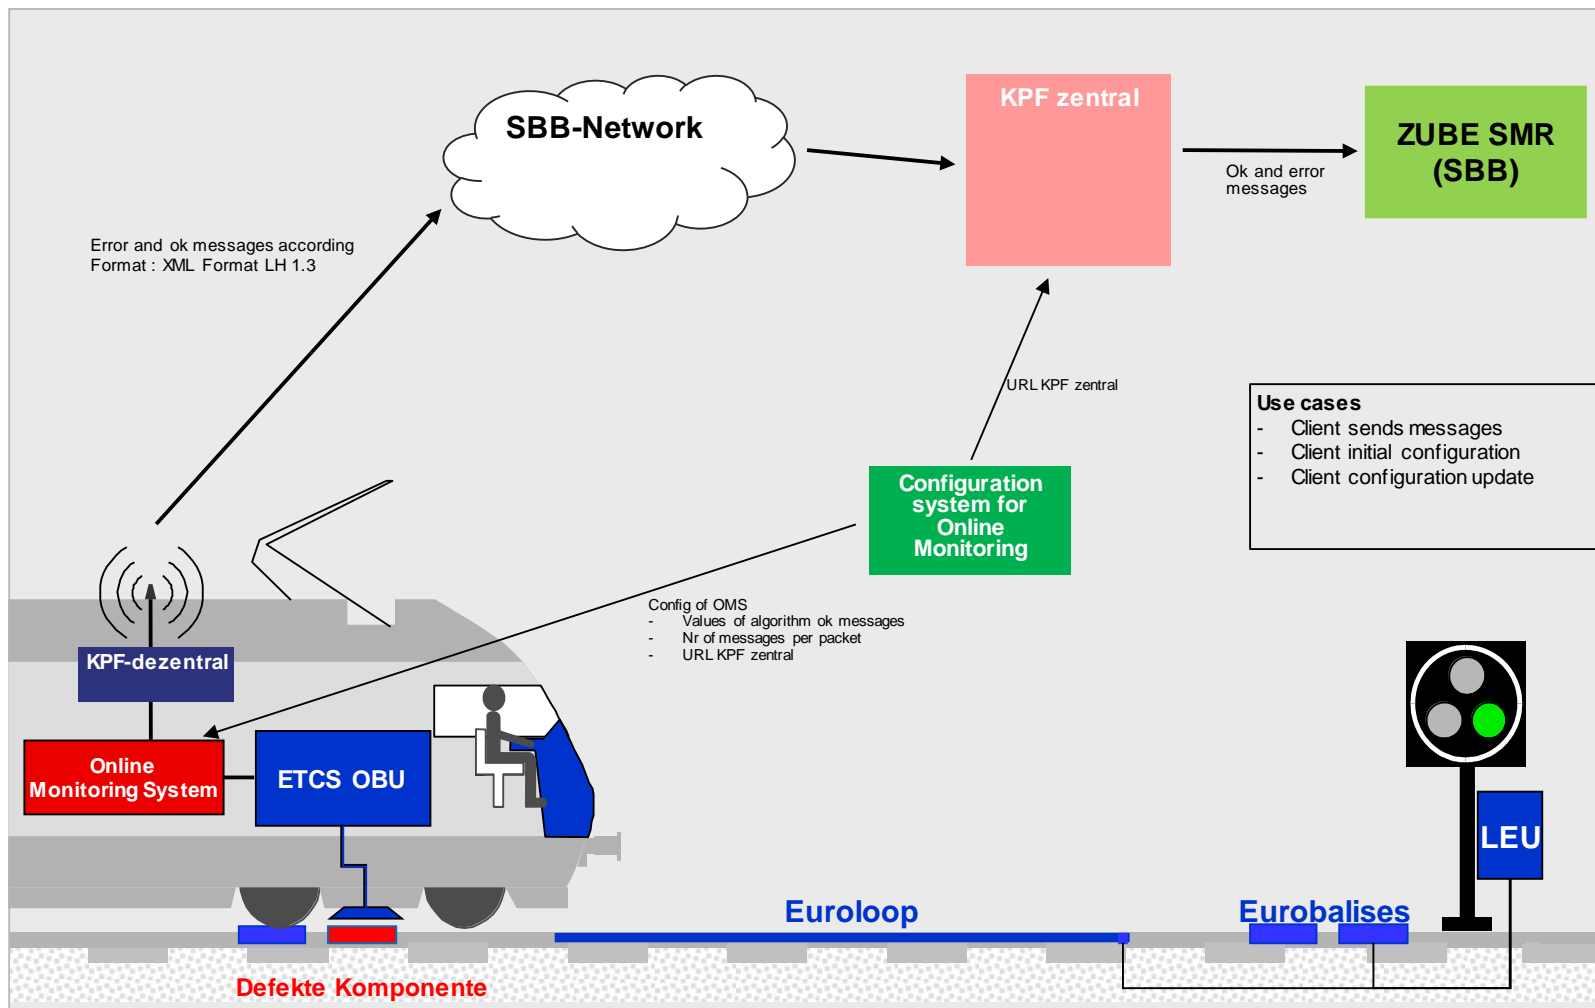 SBB-Network
KPF zentral
ZUBE SMR
(SBB)
Ok and error
messages
Error and ok messages according
Format : XML Format LH 1.3
URL KPF zentral
Use cases
- Client sends messages
- Client initial configuration
- Client configuration update
Configuration
system for
Online
Monitoring
Config of OMS
- Values of algorithm ok messages
- Nr of messages per packet
- URL KPF zentral
KPF-dezentral
Online
Monitoring System
ETCS OBU
LEU
Euroloop
Eurobalises
Defekte Komponente